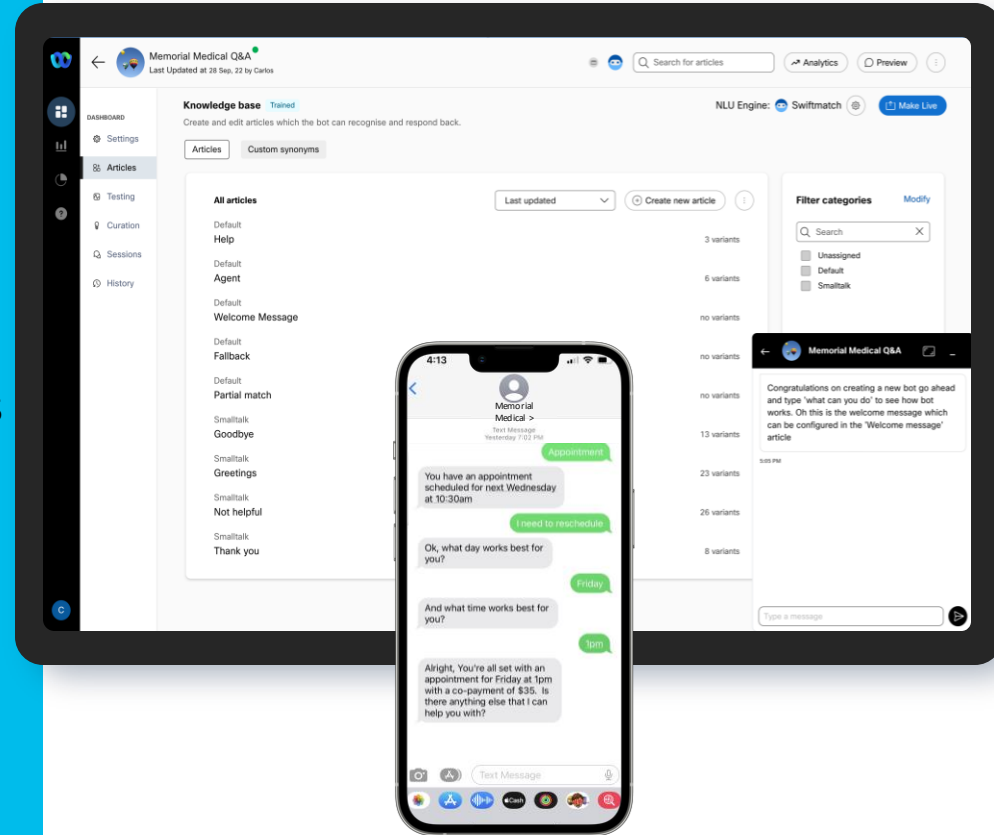 Memorial Medical Q&A
Last Updated at 28 Sep, 22 by Carlos
Search for articles
Analytics
Preview
DASHBOARD
Settings
Articles
Testing
Curation
Sessions
History
Knowledge base Trained
Create and edit articles which the bot can recognise and respond back.
NLU Engine: Swiftmatch
Make Live
Articles
Custom synonyms
All articles
Last updated
Create new article
Default
Help
3 variants
Default
Agent
6 variants
Default
Welcome Message
no variants
Default
Fallback
no variants
Default
Partial match
no variants
Smalltalk
Goodbye
13 variants
Smalltalk
Greetings
23 variants
Smalltalk
Not helpful
26 variants
Smalltalk
Thank you
8 variants
Filter categories
Modify
Search
Unassigned
Default
Smalltalk
C
Memorial Medical Q&A
Congratulations on creating a new bot go ahead
and type 'what can you do' to see how bot
works. Oh this is the welcome message which
can be configured in the 'Welcome message'
article
5:05 PM
Type a message
4:13
Memorial
Medical >
Text Message
Yesterday 7:02 PM
Appointment
You have an appointment
scheduled for next Wednesday
at 10:30am
I need to reschedule
Ok, what day works best for
you?
Friday
And what time works best for
you?
1pm
Alright, You're all set with an
appointment for Friday at 1pm
with a co-payment of $35. Is
there anything else that I can
help you with?
Text Message
Cash